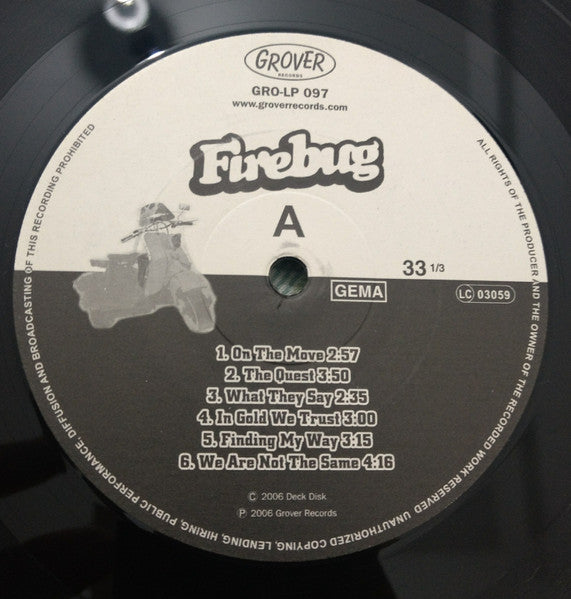 GROVER
RECORDS
GRO-LP 097
www.groverrecords.com
Firebug
A
33 1/3
GEMA
LC 03059
1. On The Move 2:57
2. The Quest 3:50
3. What They Say 2:35
4. In Gold We Trust 3:00
5. Finding My Way 3:15
6. We Are Not The Same 4:16
© 2006 Deck Disk
℗ 2006 Grover Records
ALL RIGHTS OF THE PRODUCER AND THE OWNER OF THE RECORDED WORK RESERVED UNAUTHORIZED COPYING, LENDING, HIRING, PUBLIC PERFORMANCE, DIFFUSION AND BROADCASTING OF THIS RECORDING PROHIBITED